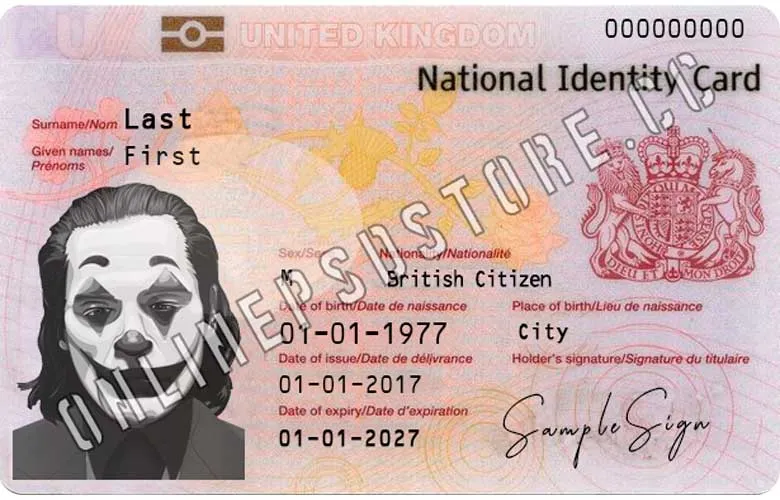 UNITED KINGDOM
000000000
National Identity Card
Surname/Nom Last
Given names/ First
Prénoms
Sex/Se
Nationality/Nationalité
M British Citizen
Date of birth/Date de naissance
Place of birth/Lieu de naissance
01-01-1977
City
Date of issue/Date de délivrance
Holder's signature/Signature du titulaire
01-01-2017
Date of expiry/Date d'expiration
01-01-2027
SampleSign
DIEU ET MON DROIT
ONLINEPSDSTORE.CC